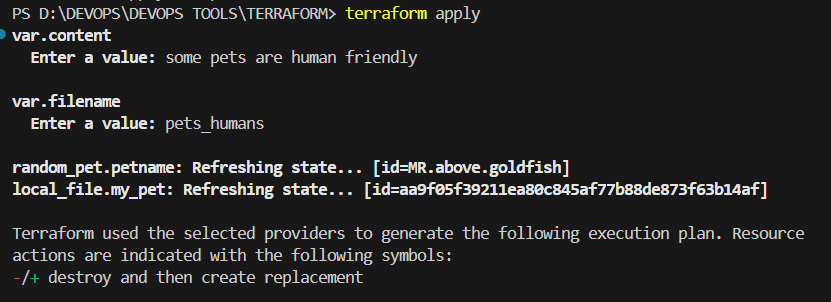 PS D:\DEVOPS\DEVOPS TOOLS\TERRAFORM> terraform apply
var.content
  Enter a value: some pets are human friendly

var.filename
  Enter a value: pets_humans

random_pet.petname: Refreshing state... [id=MR.above.goldfish]
local_file.my_pet: Refreshing state... [id=aa9f05f39211ea80c845af77b88de873f63b14af]

Terraform used the selected providers to generate the following execution plan. Resource
actions are indicated with the following symbols:
-/+ destroy and then create replacement